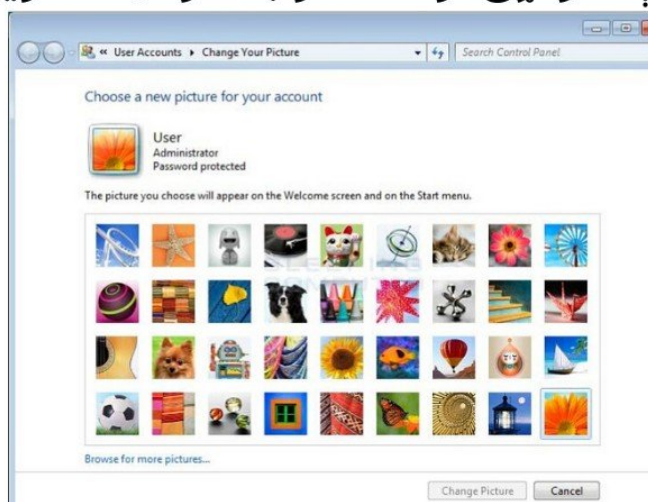 « User Accounts ▸ Change Your Picture
Search Control Panel
Choose a new picture for your account
User
Administrator
Password protected
The picture you choose will appear on the Welcome screen and on the Start menu.
Browse for more pictures...
Change Picture
Cancel